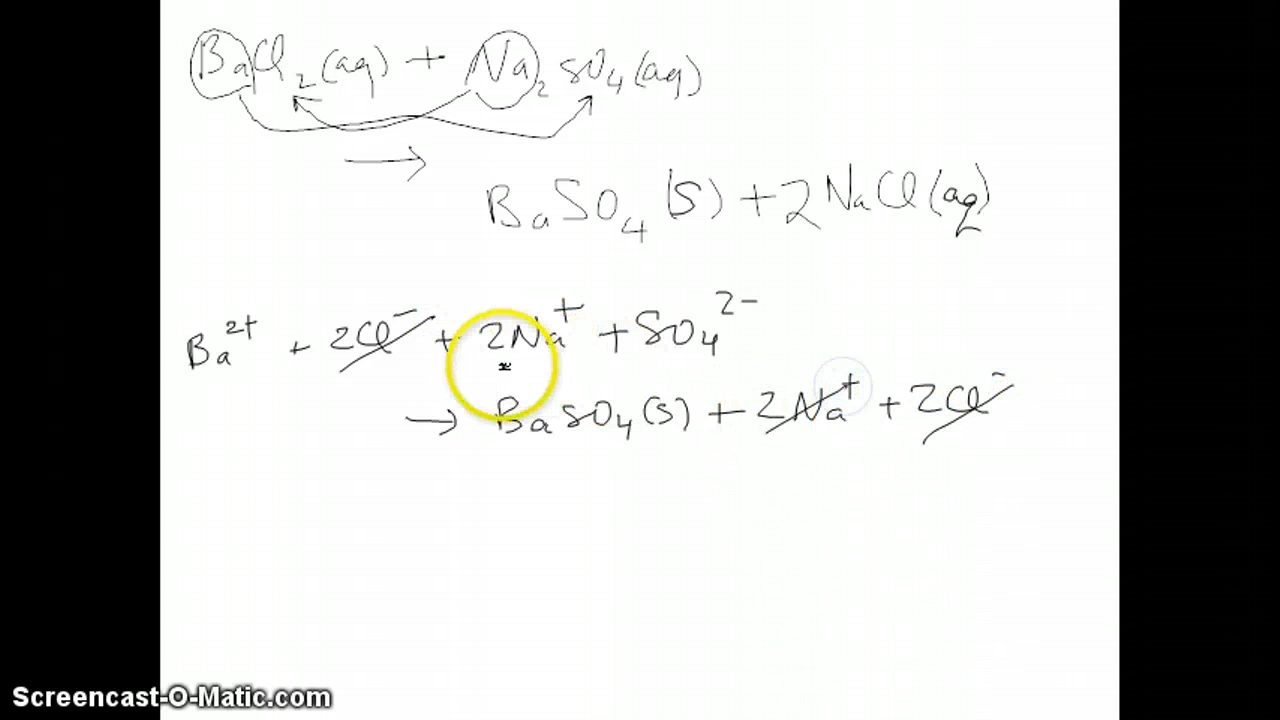 BaCl₂(aq) + Na₂SO₄(aq)
→
BaSO₄(s) + 2NaCl(aq)
Ba²⁺ + 2Cl⁻ + 2Na⁺ + SO₄²⁻
→ BaSO₄(s) + 2Na⁺ + 2Cl⁻
Screencast-O-Matic.com